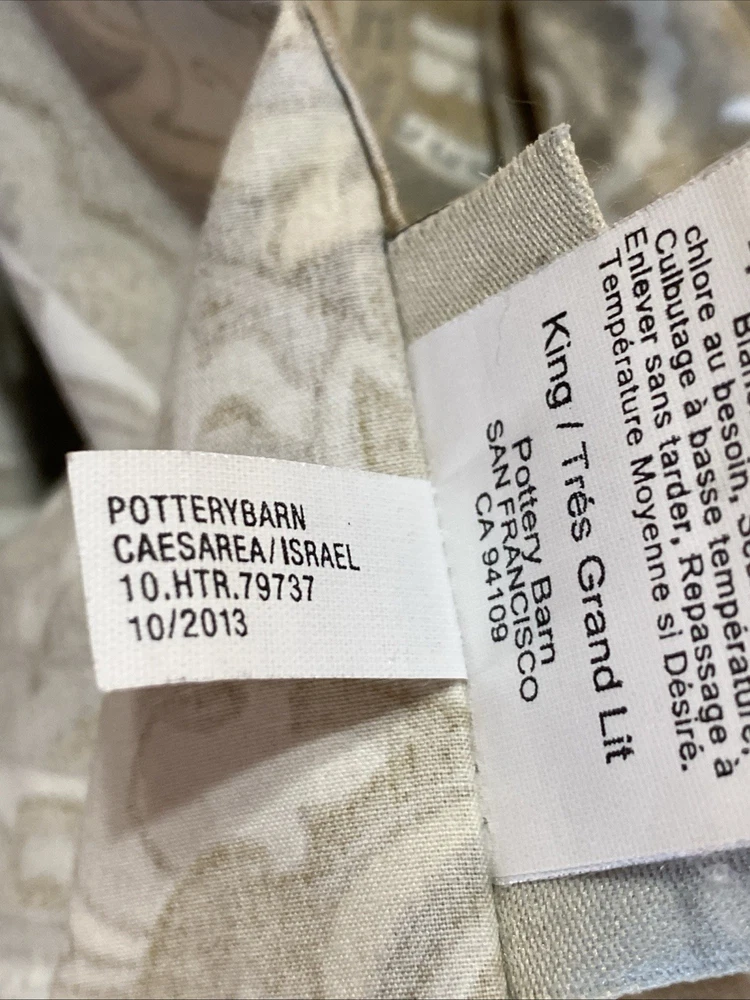 POTTERYBARN
CAESAREA/ISRAEL
10.HTR.79737
10/2013
chlore au besoin,
Culbutage à basse température,
Enlever sans tarder, Repassage à
Température Moyenne si Désiré.
King / Trés Grand Lit
Pottery Barn
SAN FRANCISCO
CA 94109